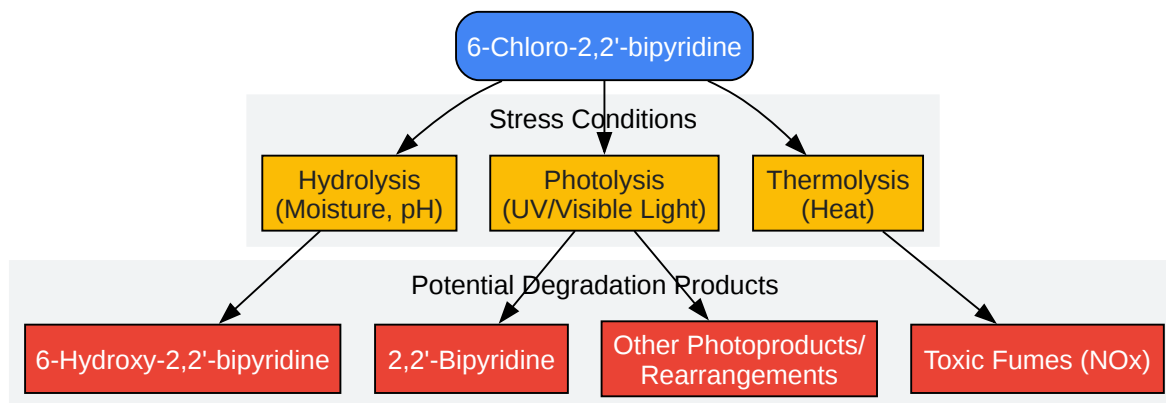 6-Chloro-2,2'-bipyridine
Stress Conditions
Hydrolysis
(Moisture, pH)
Photolysis
(UV/Visible Light)
Thermolysis
(Heat)
Potential Degradation Products
6-Hydroxy-2,2'-bipyridine
2,2'-Bipyridine
Other Photoproducts/
Rearrangements
Toxic Fumes (NOx)